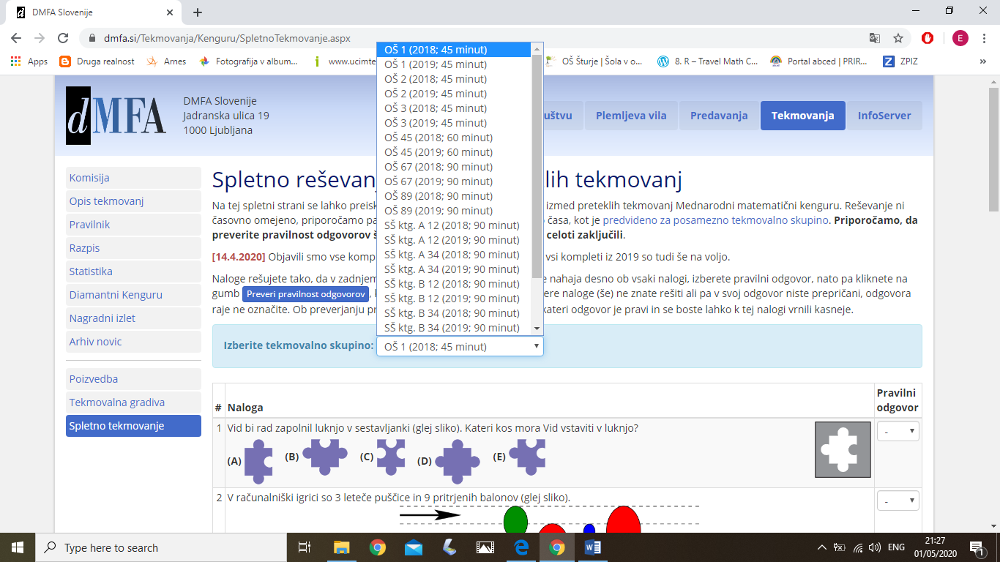 DMFA Slovenije
dmfa.si/Tekmovanja/Kenguru/SpletnoTekmovanje.aspx
E
Apps
Druga realnost
Arnes
Fotografija v album...
www.ucimte
OŠ Šturje | Šola v o...
8. R – Travel Math C...
Portal abced | PRIR...
Z ZPIZ
»
dMFA
DMFA Slovenije
Jadranska ulica 19
1000 Ljubljana
uštvu
Plemljeva vila
Predavanja
Tekmovanja
InfoServer
Komisija
Opis tekmovanj
Pravilnik
Razpis
Statistika
Diamantni Kenguru
Nagradni izlet
Arhiv novic
Poizvedba
Tekmovalna gradiva
Spletno tekmovanje
OŠ 1 (2018; 45 minut)
OŠ 1 (2019; 45 minut)
OŠ 2 (2018; 45 minut)
OŠ 2 (2019; 45 minut)
OŠ 3 (2018; 45 minut)
OŠ 3 (2019; 45 minut)
OŠ 45 (2018; 60 minut)
OŠ 45 (2019; 60 minut)
OŠ 67 (2018; 90 minut)
OŠ 67 (2019; 90 minut)
OŠ 89 (2018; 90 minut)
OŠ 89 (2019; 90 minut)
SŠ ktg. A 12 (2018; 90 minut)
SŠ ktg. A 12 (2019; 90 minut)
SŠ ktg. A 34 (2018; 90 minut)
SŠ ktg. A 34 (2019; 90 minut)
SŠ ktg. B 12 (2018; 90 minut)
SŠ ktg. B 12 (2019; 90 minut)
SŠ ktg. B 34 (2018; 90 minut)
SŠ ktg. B 34 (2019; 90 minut)
Spletno reševanj klih tekmovanj
Na tej spletni strani se lahko preisk izmed preteklih tekmovanj Mednarodni matematični kenguru. Reševanje ni
časovno omejeno, priporočamo pa časa, kot je predvideno za posamezno tekmovalno skupino. Priporočamo, da
preverite pravilnost odgovorov š celoti zaključili.
[14.4.2020] Objavili smo vse komp vsi kompleti iz 2019 so tudi še na voljo.
Naloge rešujete tako, da v zadnjem e nahaja desno ob vsaki nalogi, izberete pravilni odgovor, nato pa kliknete na
gumb Preveri pravilnost odgovorov, ere naloge (še) ne znate rešiti ali pa v svoj odgovor niste prepričani, odgovora
raje ne označite. Ob preverjanju pr kateri odgovor je pravi in se boste lahko k tej nalogi vrnili kasneje.
Izberite tekmovalno skupino: OŠ 1 (2018; 45 minut)
# Naloga Pravilni
odgovor
1 Vid bi rad zapolnil luknjo v sestavljanki (glej sliko). Kateri kos mora Vid vstaviti v luknjo? -
(A) (B) (C) (D) (E)
2 V računalniški igrici so 3 leteče puščice in 9 pritrjenih balonov (glej sliko). -
Type here to search
ENG
21:27
01/05/2020
1